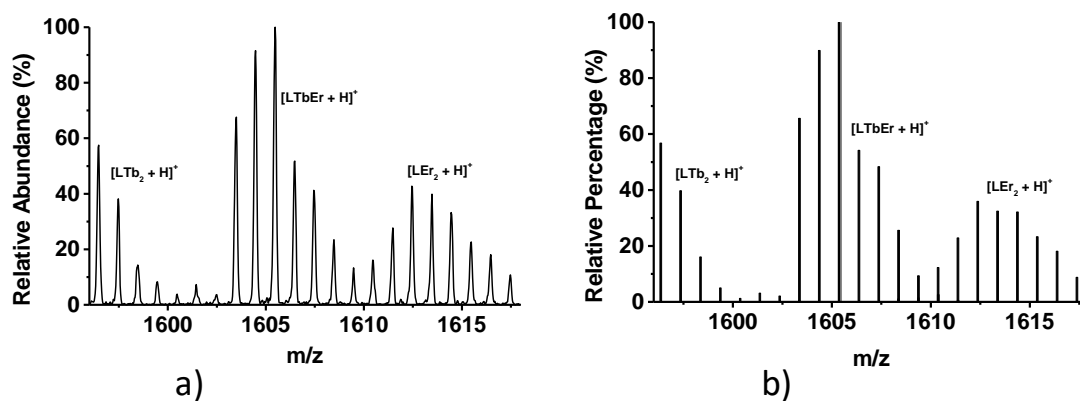 Relative Abundance (%)
100
80
60
40
20
0
[LTb₂ + H]⁺
[LTbEr + H]⁺
[LEr₂ + H]⁺
1600 1605 1610 1615
m/z
a)
Relative Percentage (%)
100
80
60
40
20
0
[LTb₂ + H]⁺
[LTbEr + H]⁺
[LEr₂ + H]⁺
1600 1605 1610 1615
m/z
b)